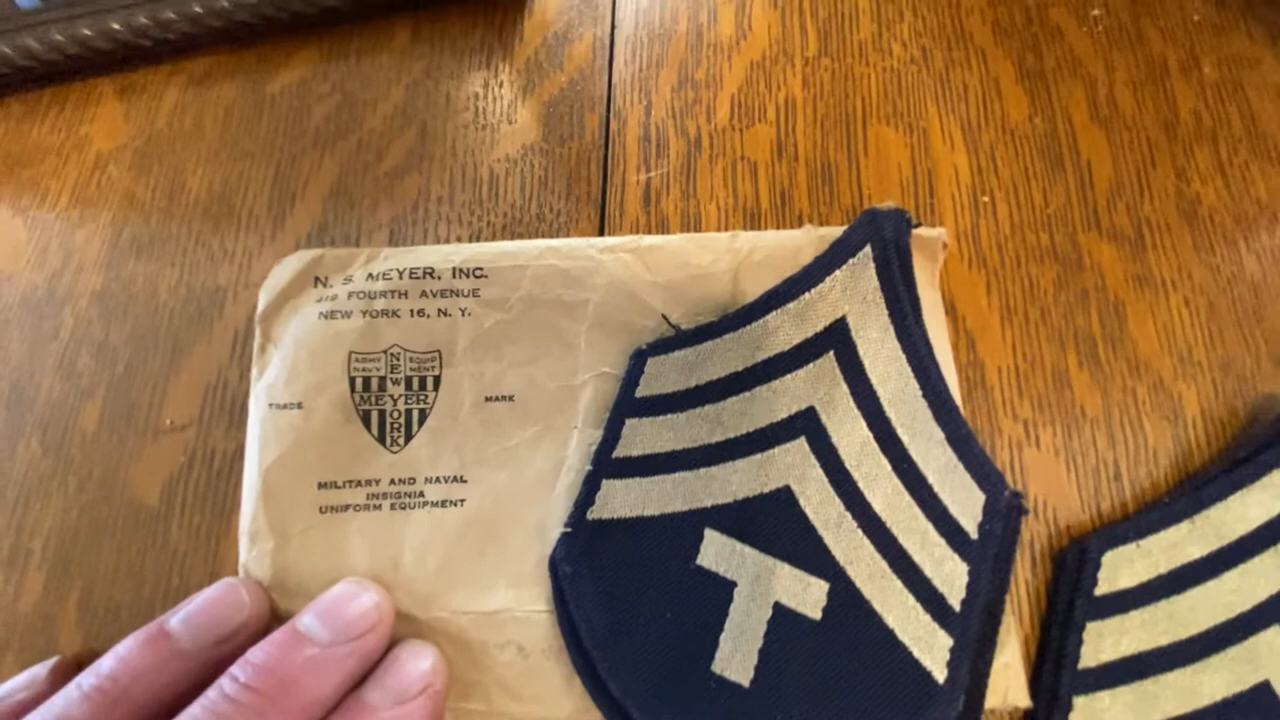 N. S. MEYER, INC.
419 FOURTH AVENUE
NEW YORK 16, N. Y.
ARMY NAVY
EQUIP MENT
NEW YORK
MEYER
TRADE
MARK
MILITARY AND NAVAL
INSIGNIA
UNIFORM EQUIPMENT
T